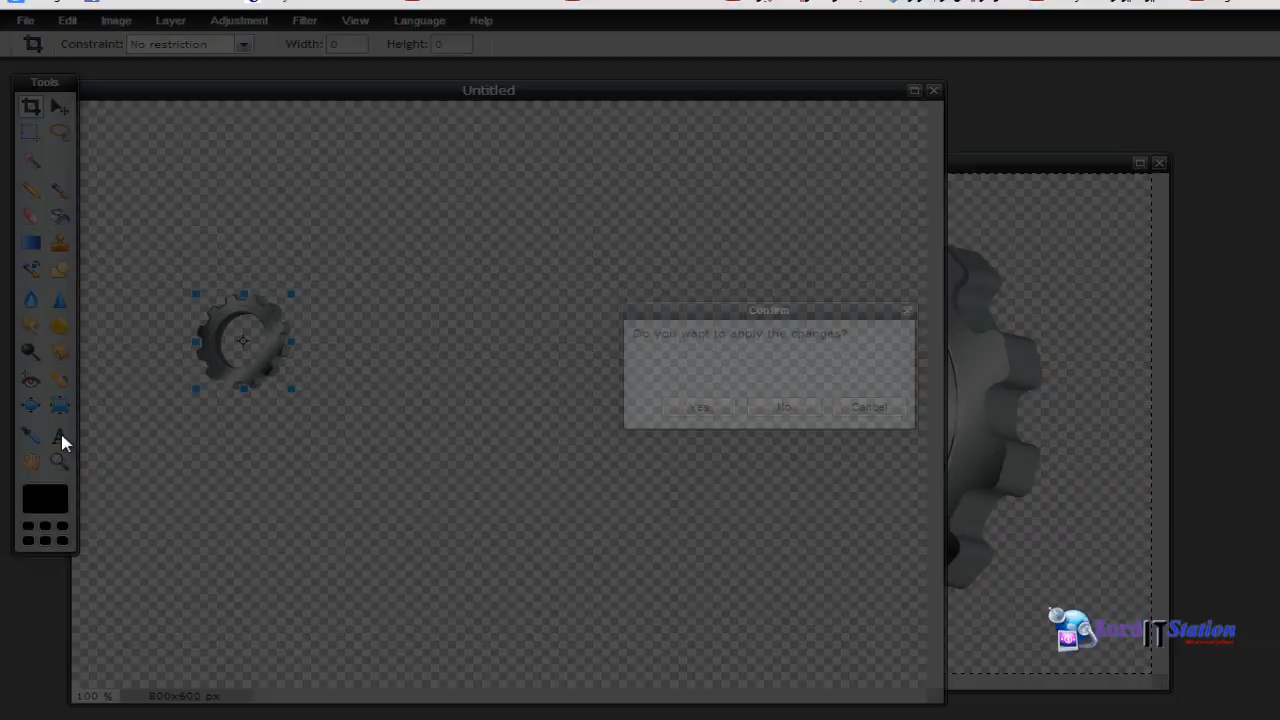 File Edit Image Layer Adjustment Filter View Language Help
Constraint: No restriction Width: 0 Height: 0
Tools
Untitled
Confirm
Do you want to apply the changes?
Yes No Cancel
A
KurdITStation
100 % 800x600 px